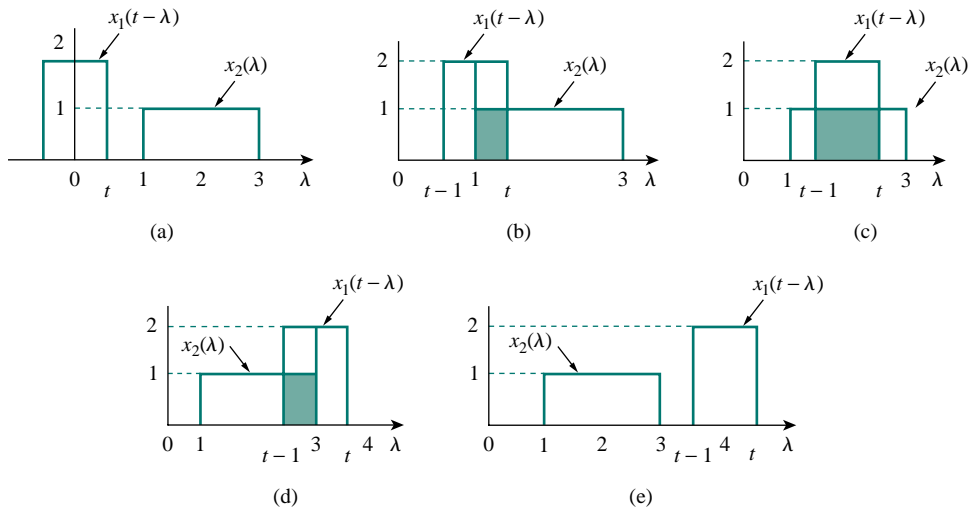 x₁(t − λ)
2
x₂(λ)
1
0 t 1 2 3 λ
(a)
x₁(t − λ)
2
x₂(λ)
1
0 t − 1 1 t 3 λ
(b)
x₁(t − λ)
2
x₂(λ)
1
0 1 t − 1 t 3 λ
(c)
x₁(t − λ)
2
x₂(λ)
1
0 1 t − 1 3 t 4 λ
(d)
x₁(t − λ)
2
x₂(λ)
1
0 1 2 3 t − 1 4 t λ
(e)